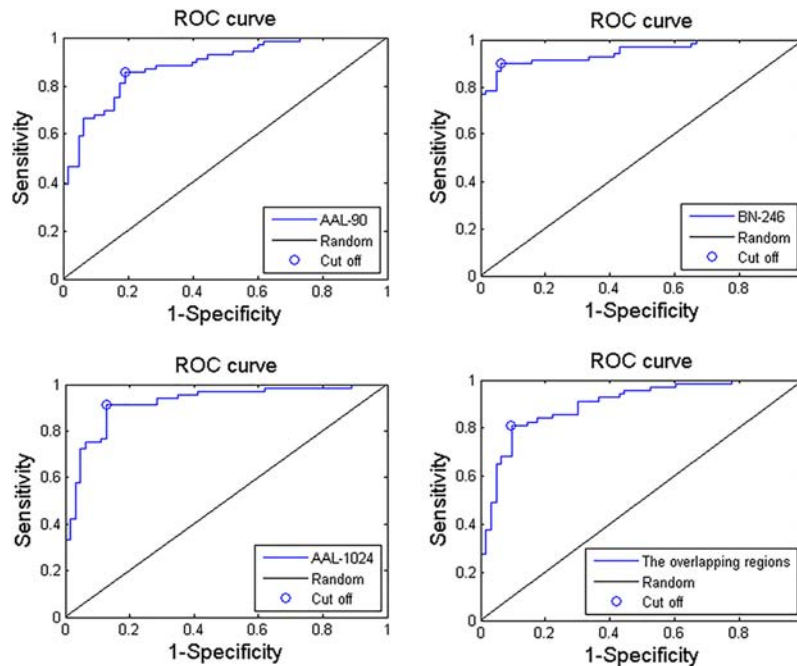 ROC curve
1
0.8
0.6
0.4
0.2
0
Sensitivity
AAL-90
Random
Cut off
0 0.2 0.4 0.6 0.8 1
1-Specificity
ROC curve
1
0.8
0.6
0.4
0.2
0
Sensitivity
BN-246
Random
Cut off
0 0.2 0.4 0.6 0.8
1-Specificity
ROC curve
1
0.8
0.6
0.4
0.2
0
Sensitivity
AAL-1024
Random
Cut off
0 0.2 0.4 0.6 0.8 1
1-Specificity
ROC curve
1
0.8
0.6
0.4
0.2
0
Sensitivity
The overlapping regions
Random
Cut off
0 0.2 0.4 0.6 0.8
1-Specificity